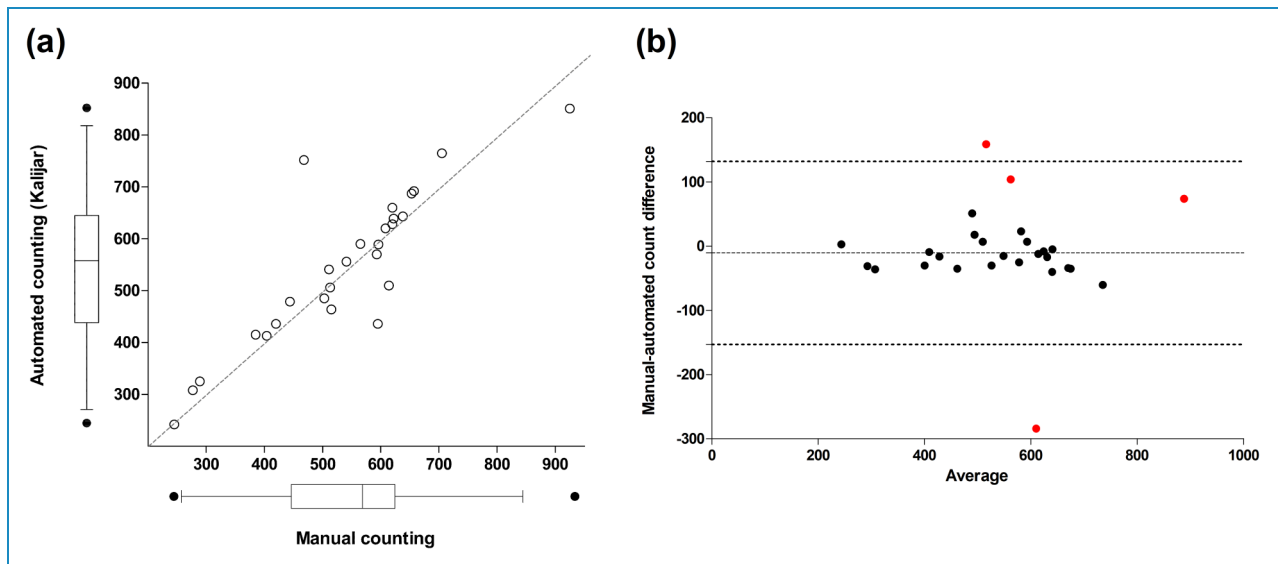 (a)
Automated counting (Kalijar)
900
800
700
600
500
400
300
300 400 500 600 700 800 900
Manual counting
(b)
Manual-automated count difference
200
100
0
-100
-200
-300
0 200 400 600 800 1000
Average